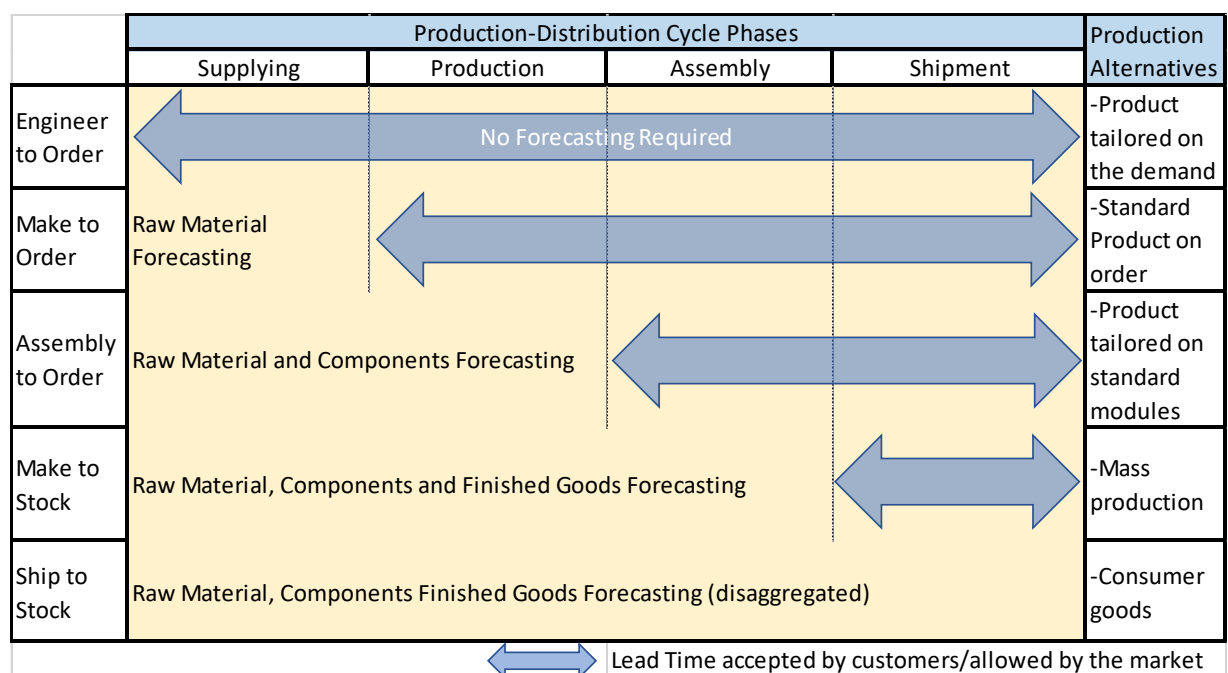 Production-Distribution Cycle Phases
Production
Alternatives
Supplying
Production
Assembly
Shipment
Engineer
to Order
No Forecasting Required
-Product
tailored on
the demand
Make to
Order
Raw Material
Forecasting
-Standard
Product on
order
Assembly
to Order
Raw Material and Components Forecasting
-Product
tailored on
standard
modules
Make to
Stock
Raw Material, Components and Finished Goods Forecasting
-Mass
production
Ship to
Stock
Raw Material, Components Finished Goods Forecasting (disaggregated)
-Consumer
goods
Lead Time accepted by customers/allowed by the market